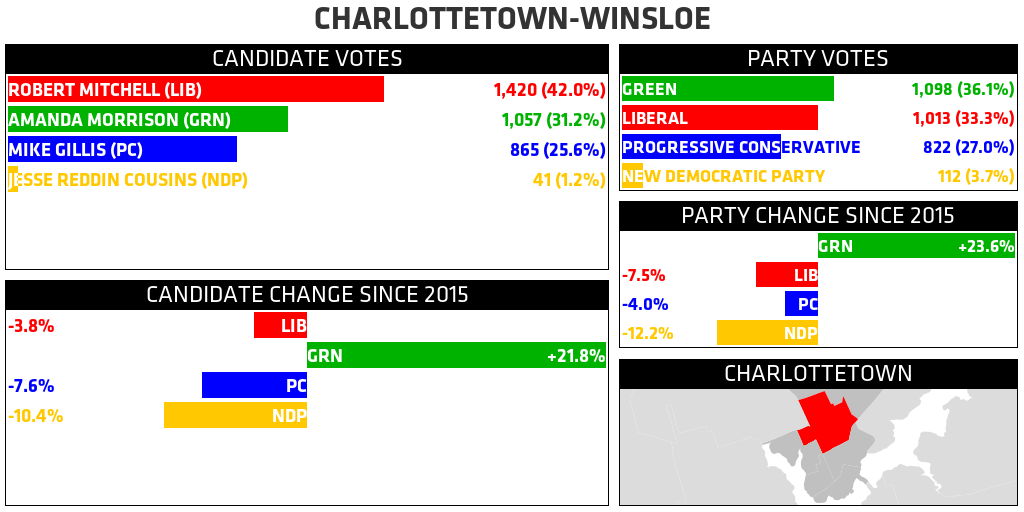 CHARLOTTETOWN-WINSLOE
CANDIDATE VOTES
ROBERT MITCHELL (LIB) 1,420 (42.0%)
AMANDA MORRISON (GRN) 1,057 (31.2%)
MIKE GILLIS (PC) 865 (25.6%)
JESSE REDDIN COUSINS (NDP) 41 (1.2%)
CANDIDATE CHANGE SINCE 2015
-3.8% LIB
GRN +21.8%
-7.6% PC
-10.4% NDP
PARTY VOTES
GREEN 1,098 (36.1%)
LIBERAL 1,013 (33.3%)
PROGRESSIVE CONSERVATIVE 822 (27.0%)
NEW DEMOCRATIC PARTY 112 (3.7%)
PARTY CHANGE SINCE 2015
GRN +23.6%
-7.5% LIB
-4.0% PC
-12.2% NDP
CHARLOTTETOWN